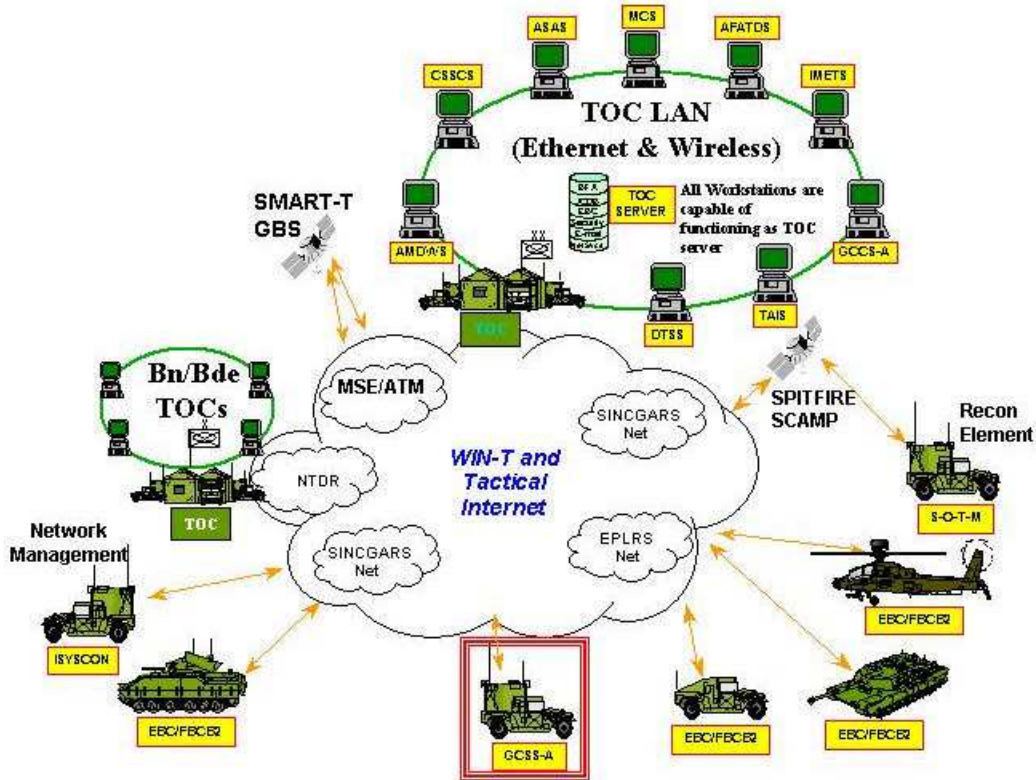 MCS
ASAS
AFATDS
CSSCS
IMETS
TOC LAN
(Ethernet & Wireless)
TOC
SERVER
All Workstations are
capable of
functioning as TOC
server
SMART-T
GBS
AMDWS
GCCS-A
XX
TAIS
DTSS
TOC
Bn/Bde
TOCs
MSE/ATM
SINCGARS
Net
SPITFIRE
SCAMP
Recon
Element
WIN-T and
Tactical
Internet
NTDR
S-O-T-M
TOC
Network
Management
SINCGARS
Net
EPLRS
Net
EBC/FBCB2
ISYSCON
EBC/FBCB2
GCSS-A
EBC/FBCB2
EBC/FBCB2